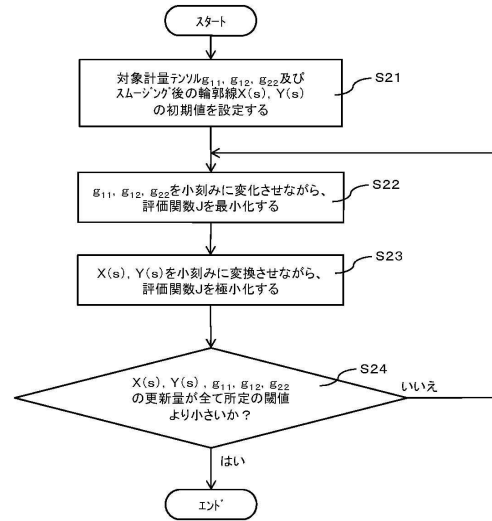 スタート
対象計量テンソルg11, g12, g22及び
スムージング後の輪郭線X(s), Y(s)
の初期値を設定する
S21
g11, g12, g22を小刻みに変化させながら、
評価関数Jを最小化する
S22
X(s), Y(s)を小刻みに変換させながら、
評価関数Jを極小化する
S23
X(s), Y(s) , g11, g12, g22
の更新量が全て所定の閾値
より小さいか?
S24
いいえ
はい
エンド